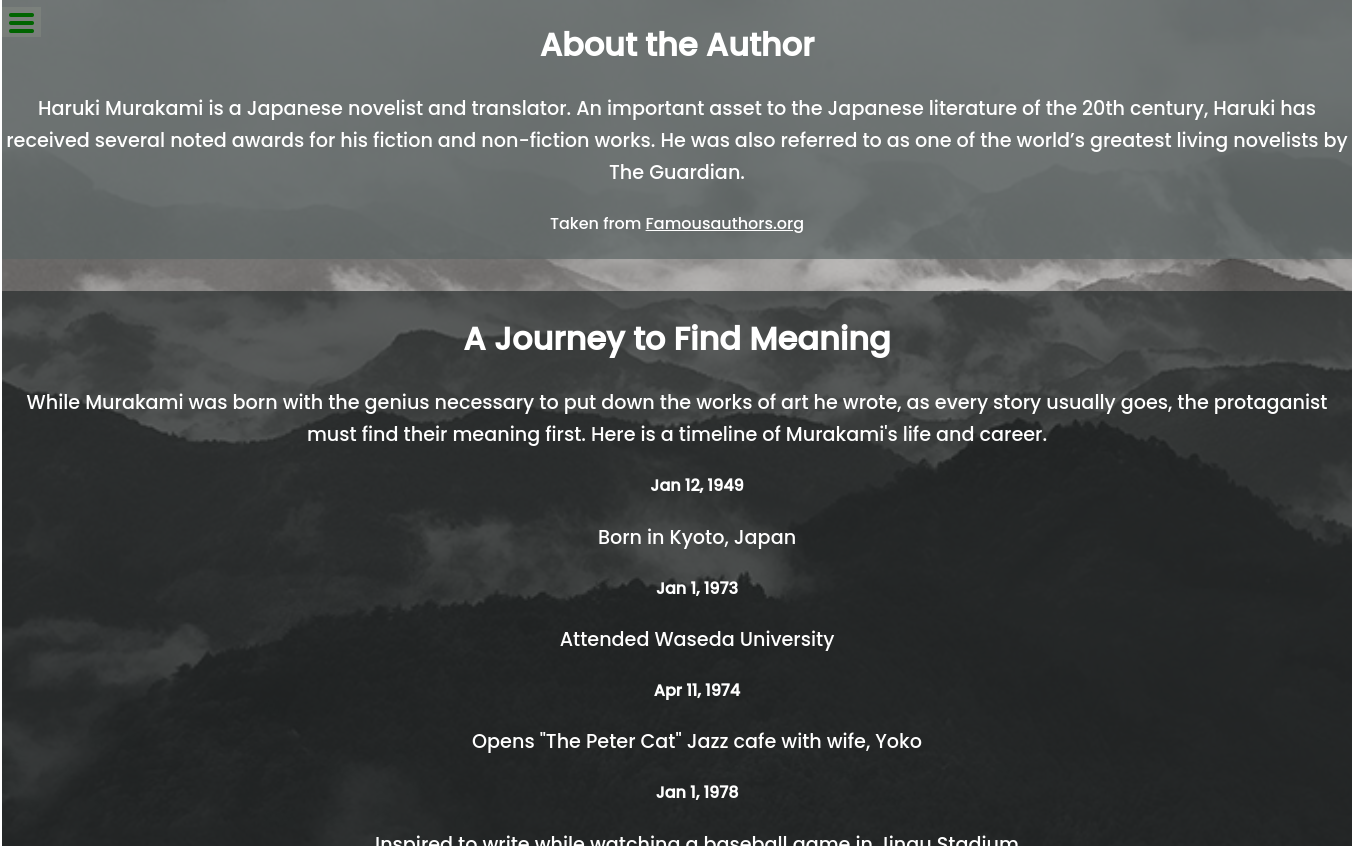 About the Author
Haruki Murakami is a Japanese novelist and translator. An important asset to the Japanese literature of the 20th century, Haruki has
received several noted awards for his fiction and non-fiction works. He was also referred to as one of the world’s greatest living novelists by
The Guardian.
Taken from Famousauthors.org
A Journey to Find Meaning
While Murakami was born with the genius necessary to put down the works of art he wrote, as every story usually goes, the protaganist
must find their meaning first. Here is a timeline of Murakami's life and career.
Jan 12, 1949
Born in Kyoto, Japan
Jan 1, 1973
Attended Waseda University
Apr 11, 1974
Opens "The Peter Cat" Jazz cafe with wife, Yoko
Jan 1, 1978
Inspired to write while watching a baseball game in Jingu Stadium